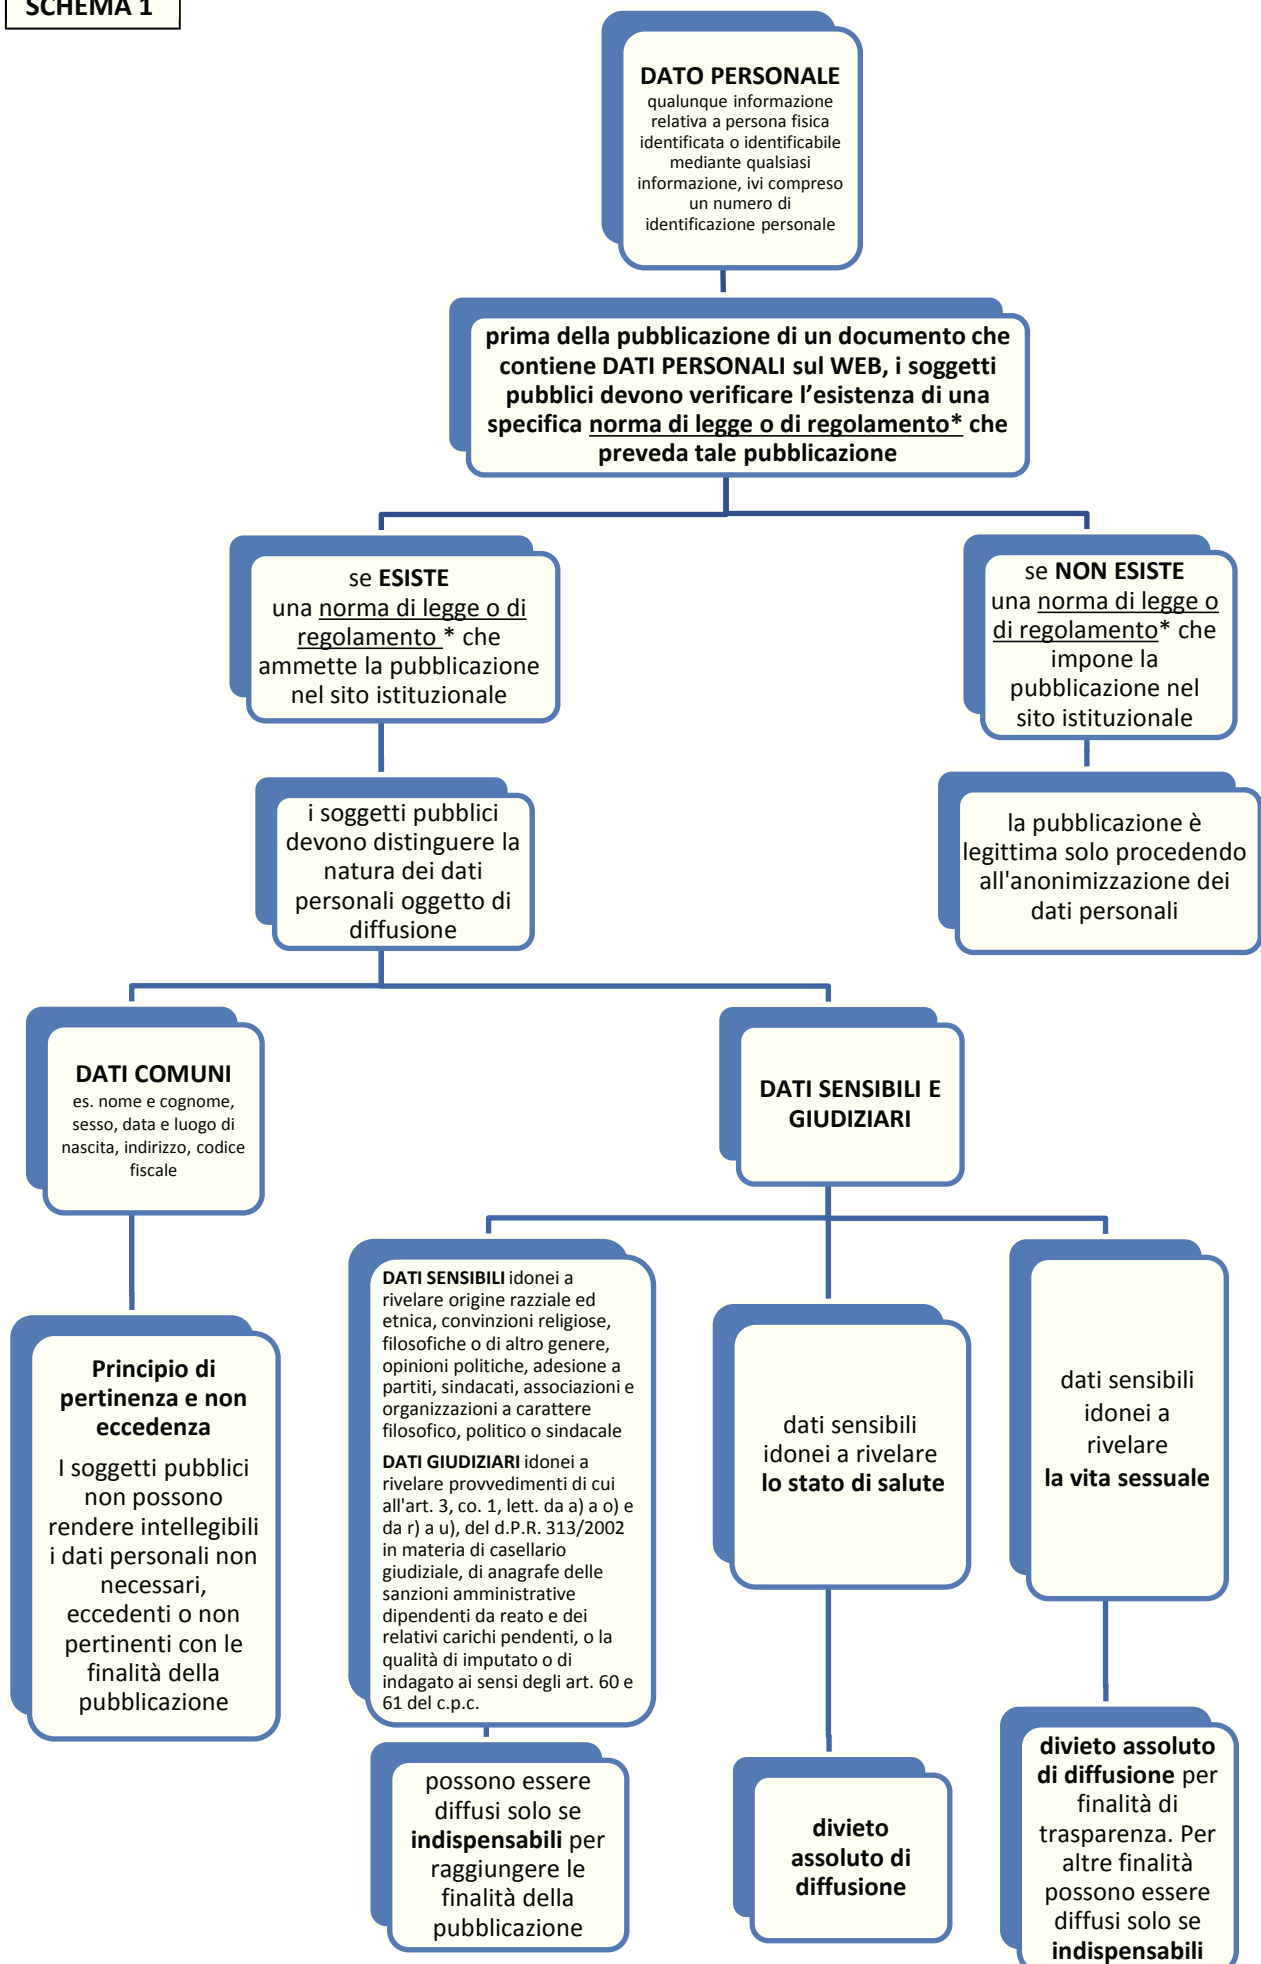 SCHEMA 1
DATO PERSONALE
qualunque informazione
relativa a persona fisica
identificata o identificabile
mediante qualsiasi
informazione, ivi compreso
un numero di
identificazione personale
prima della pubblicazione di un documento che
contiene DATI PERSONALI sul WEB, i soggetti
pubblici devono verificare l'esistenza di una
specifica norma di legge o di regolamento* che
preveda tale pubblicazione
se ESISTE
una norma di legge o di
regolamento * che
ammette la pubblicazione
nel sito istituzionale
se NON ESISTE
una norma di legge o
di regolamento* che
impone la
pubblicazione nel
sito istituzionale
i soggetti pubblici
devono distinguere la
natura dei dati
personali oggetto di
diffusione
la pubblicazione è
legittima solo procedendo
all'anonimizzazione dei
dati personali
DATI COMUNI
es. nome e cognome,
sesso, data e luogo di
nascita, indirizzo, codice
fiscale
DATI SENSIBILI E
GIUDIZIARI
Principio di
pertinenza e non
eccedenza
I soggetti pubblici
non possono
rendere intellegibili
i dati personali non
necessari,
eccedenti o non
pertinenti con le
finalità della
pubblicazione
DATI SENSIBILI idonei a
rivelare origine razziale ed
etnica, convinzioni religiose,
filosofiche o di altro genere,
opinioni politiche, adesione a
partiti, sindacati, associazioni e
organizzazioni a carattere
filosofico, politico o sindacale
DATI GIUDIZIARI idonei a
rivelare provvedimenti di cui
all'art. 3, co. 1, lett. da a) a o) e
da r) a u), del d.P.R. 313/2002
in materia di casellario
giudiziale, di anagrafe delle
sanzioni amministrative
dipendenti da reato e dei
relativi carichi pendenti, o la
qualità di imputato o di
indagato ai sensi degli art. 60 e
61 del c.p.c.
dati sensibili
idonei a rivelare
lo stato di salute
dati sensibili
idonei a
rivelare
la vita sessuale
possono essere
diffusi solo se
indispensabili per
raggiungere le
finalità della
pubblicazione
divieto
assoluto di
diffusione
divieto assoluto
di diffusione per
finalità di
trasparenza. Per
altre finalità
possono essere
diffusi solo se
indispensabili